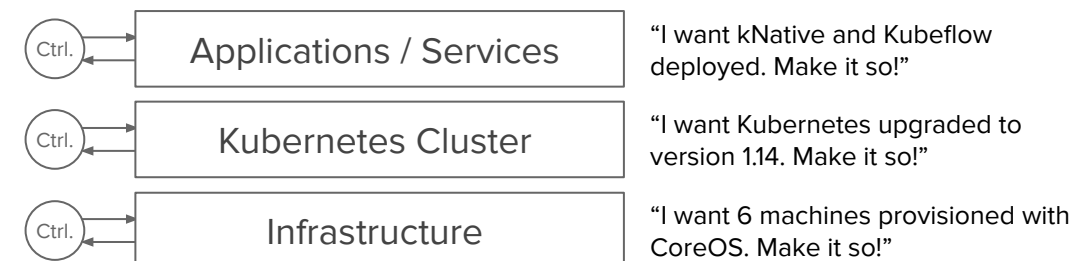 Ctrl.
Applications / Services
“I want kNative and Kubeflow
deployed. Make it so!”
Ctrl.
Kubernetes Cluster
“I want Kubernetes upgraded to
version 1.14. Make it so!”
Ctrl.
Infrastructure
“I want 6 machines provisioned with
CoreOS. Make it so!”